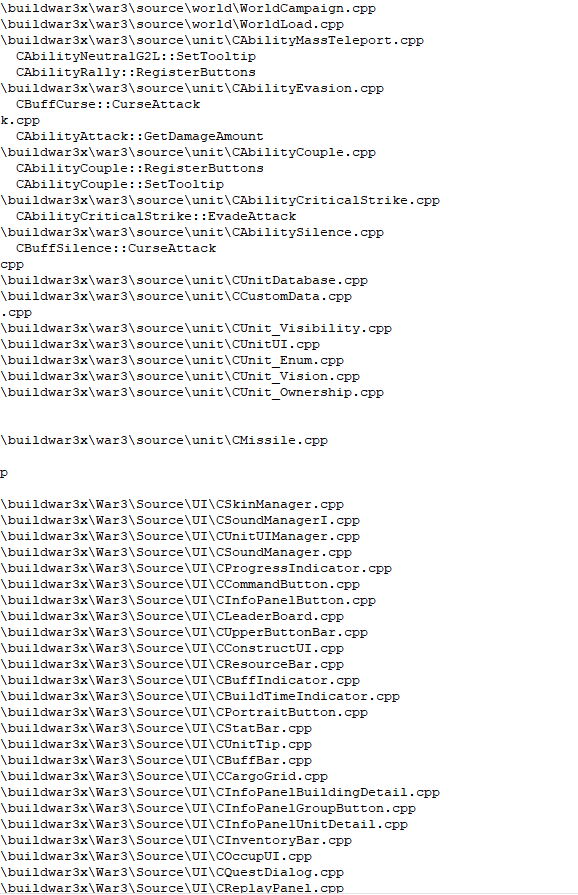 \buildwar3x\war3\source\world\WorldCampaign.cpp
\buildwar3x\war3\source\world\WorldLoad.cpp
\buildwar3x\war3\source\unit\CAbilityMassTeleport.cpp
  CAbilityNeutralG2L::SetTooltip
  CAbilityRally::RegisterButtons
\buildwar3x\war3\source\unit\CAbilityEvasion.cpp
  CBuffCurse::CurseAttack
k.cpp
  CAbilityAttack::GetDamageAmount
\buildwar3x\war3\source\unit\CAbilityCouple.cpp
  CAbilityCouple::RegisterButtons
  CAbilityCouple::SetTooltip
\buildwar3x\war3\source\unit\CAbilityCriticalStrike.cpp
  CAbilityCriticalStrike::EvadeAttack
\buildwar3x\war3\source\unit\CAbilitySilence.cpp
  CBuffSilence::CurseAttack
cpp
\buildwar3x\war3\source\unit\CUnitDatabase.cpp
\buildwar3x\war3\source\unit\CCustomData.cpp
.cpp
\buildwar3x\war3\source\unit\CUnit_Visibility.cpp
\buildwar3x\war3\source\unit\CUnitUI.cpp
\buildwar3x\war3\source\unit\CUnit_Enum.cpp
\buildwar3x\war3\source\unit\CUnit_Vision.cpp
\buildwar3x\war3\source\unit\CUnit_Ownership.cpp
\buildwar3x\war3\source\unit\CMissile.cpp
p
\buildwar3x\War3\Source\UI\CSkinManager.cpp
\buildwar3x\War3\Source\UI\CSoundManagerI.cpp
\buildwar3x\War3\Source\UI\CUnitUIManager.cpp
\buildwar3x\War3\Source\UI\CSoundManager.cpp
\buildwar3x\War3\Source\UI\CProgressIndicator.cpp
\buildwar3x\War3\Source\UI\CCommandButton.cpp
\buildwar3x\War3\Source\UI\CInfoPanelButton.cpp
\buildwar3x\War3\Source\UI\CLeaderBoard.cpp
\buildwar3x\War3\Source\UI\CUpperButtonBar.cpp
\buildwar3x\War3\Source\UI\CConstructUI.cpp
\buildwar3x\War3\Source\UI\CResourceBar.cpp
\buildwar3x\War3\Source\UI\CBuffIndicator.cpp
\buildwar3x\War3\Source\UI\CBuildTimeIndicator.cpp
\buildwar3x\War3\Source\UI\CPortraitButton.cpp
\buildwar3x\War3\Source\UI\CStatBar.cpp
\buildwar3x\War3\Source\UI\CUnitTip.cpp
\buildwar3x\War3\Source\UI\CBuffBar.cpp
\buildwar3x\War3\Source\UI\CCargoGrid.cpp
\buildwar3x\War3\Source\UI\CInfoPanelBuildingDetail.cpp
\buildwar3x\War3\Source\UI\CInfoPanelGroupButton.cpp
\buildwar3x\War3\Source\UI\CInfoPanelUnitDetail.cpp
\buildwar3x\War3\Source\UI\CInventoryBar.cpp
\buildwar3x\War3\Source\UI\COccupUI.cpp
\buildwar3x\War3\Source\UI\CQuestDialog.cpp
\buildwar3x\War3\Source\UI\CReplayPanel.cpp